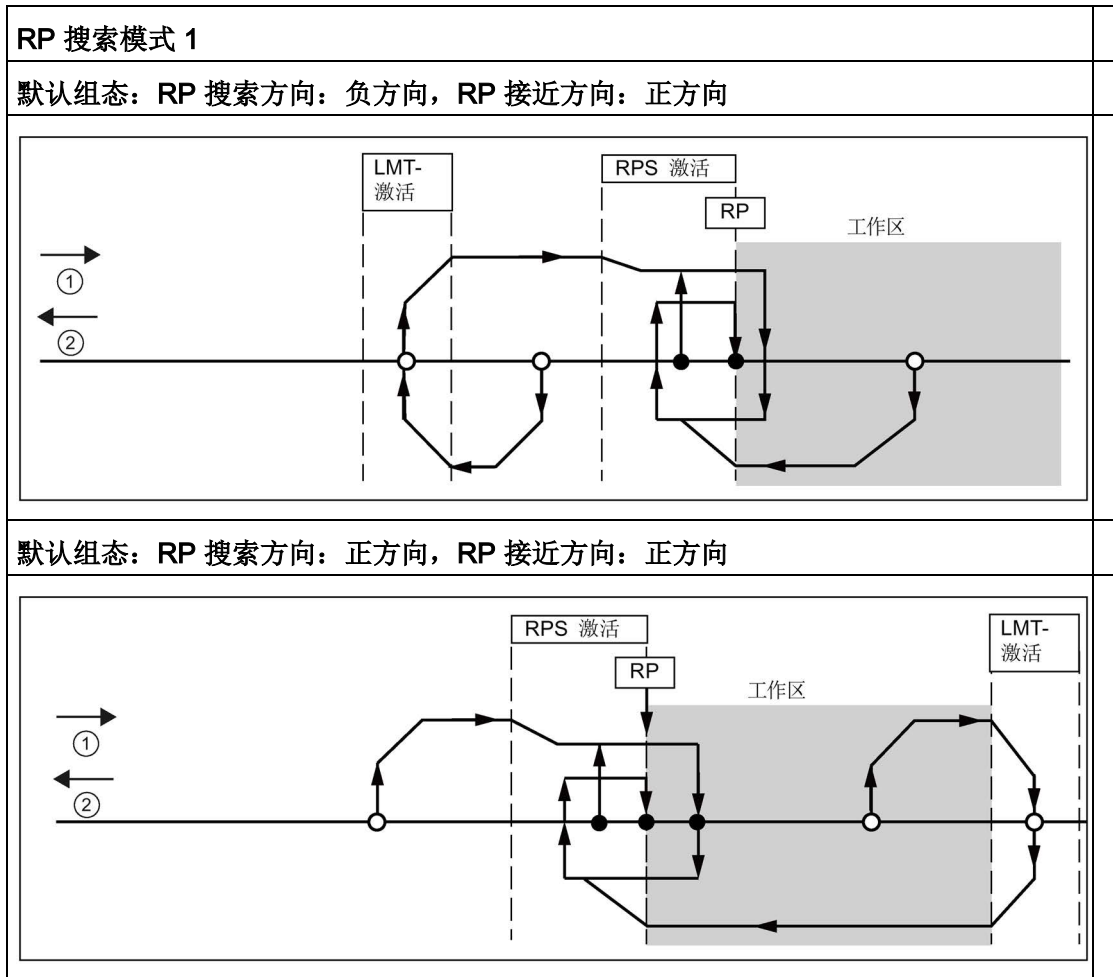 RP 搜索模式 1
默认组态：RP 搜索方向：负方向，RP 接近方向：正方向
LMT-
激活
RPS 激活
RP
工作区
①
②
默认组态：RP 搜索方向：正方向，RP 接近方向：正方向
RPS 激活
LMT-
激活
RP
工作区
①
②